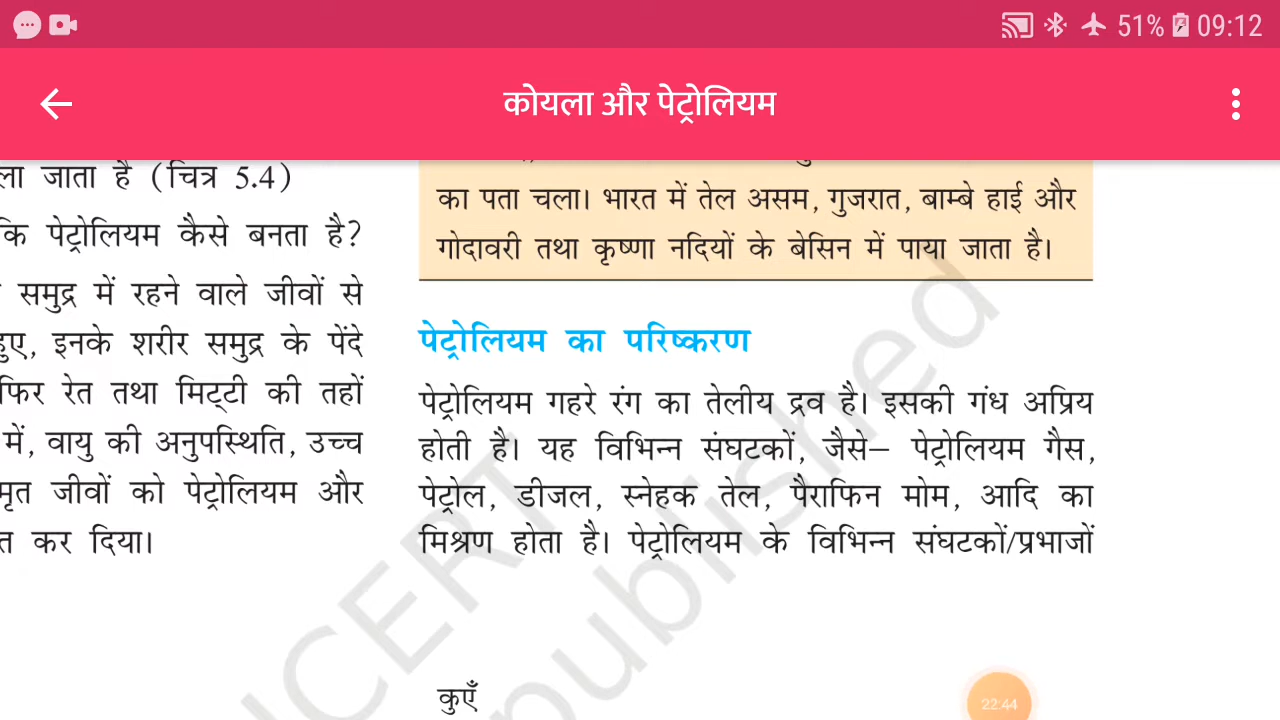 51% 09:12
कोयला और पेट्रोलियम
ला जाता है (चित्र 5.4)
कि पेट्रोलियम कैसे बनता है?
समुद्र में रहने वाले जीवों से
हुए, इनके शरीर समुद्र के पेंदे
फिर रेत तथा मिट्टी की तहों
में, वायु की अनुपस्थिति, उच्च
मृत जीवों को पेट्रोलियम और
त कर दिया।
का पता चला। भारत में तेल असम, गुजरात, बाम्बे हाई और
गोदावरी तथा कृष्णा नदियों के बेसिन में पाया जाता है।
पेट्रोलियम का परिष्करण
पेट्रोलियम गहरे रंग का तेलीय द्रव है। इसकी गंध अप्रिय
होती है। यह विभिन्न संघटकों, जैसे– पेट्रोलियम गैस,
पेट्रोल, डीजल, स्नेहक तेल, पैराफिन मोम, आदि का
मिश्रण होता है। पेट्रोलियम के विभिन्न संघटकों/प्रभाजों
कुएँ
NCERT
published
22:44